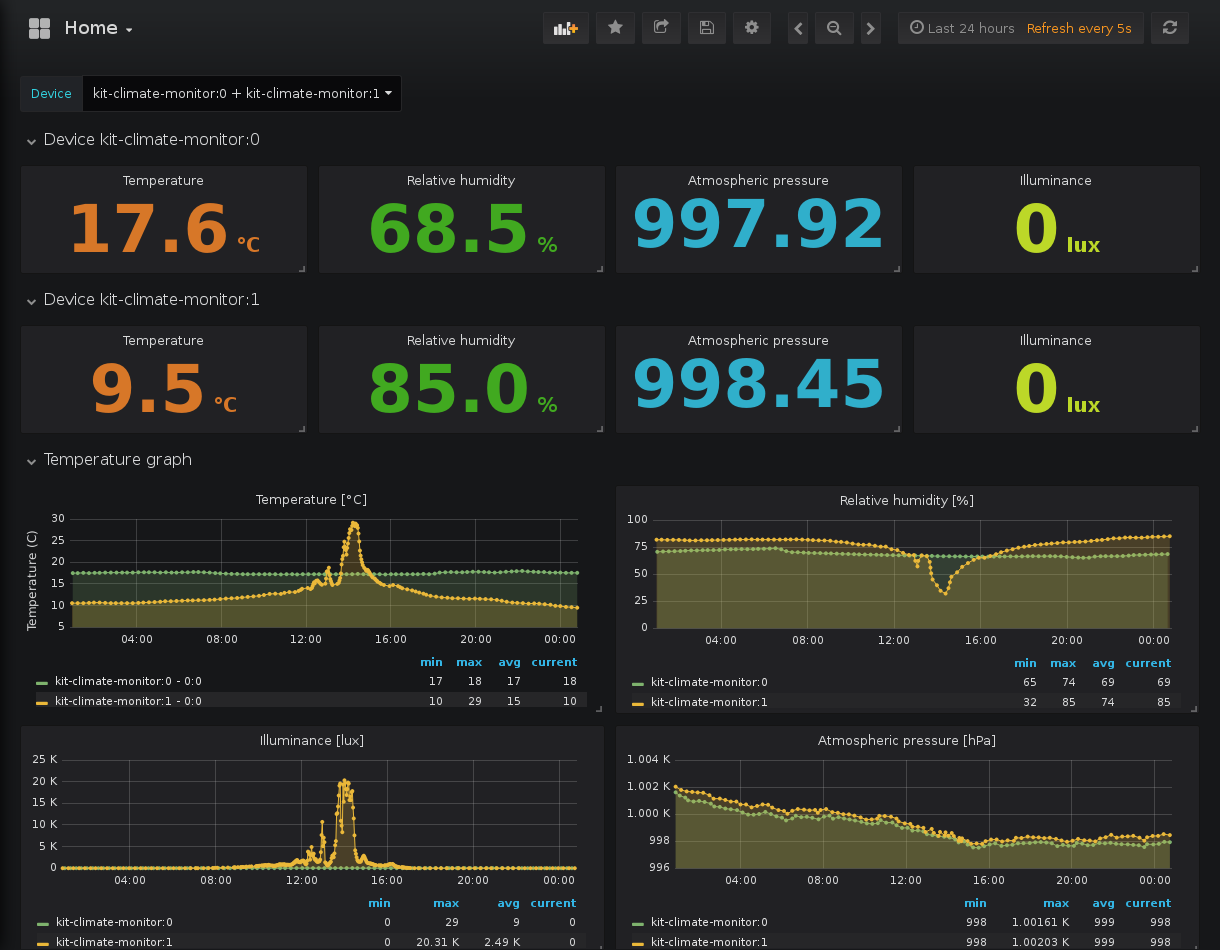 Home
Last 24 hours Refresh every 5s
Device kit-climate-monitor:0 + kit-climate-monitor:1
Device kit-climate-monitor:0
Temperature
17.6 °C
Relative humidity
68.5 %
Atmospheric pressure
997.92
Illuminance
0 lux
Device kit-climate-monitor:1
Temperature
9.5 °C
Relative humidity
85.0 %
Atmospheric pressure
998.45
Illuminance
0 lux
Temperature graph
Temperature [°C]
Temperature (C)
30
25
20
15
10
5
04:00 08:00 12:00 16:00 20:00 00:00
min max avg current
kit-climate-monitor:0 - 0:0 17 18 17 18
kit-climate-monitor:1 - 0:0 10 29 15 10
Relative humidity [%]
100
75
50
25
0
04:00 08:00 12:00 16:00 20:00 00:00
min max avg current
kit-climate-monitor:0 65 74 69 69
kit-climate-monitor:1 32 85 74 85
Illuminance [lux]
25 K
20 K
15 K
10 K
5 K
0
04:00 08:00 12:00 16:00 20:00 00:00
min max avg current
kit-climate-monitor:0 0 29 9 0
kit-climate-monitor:1 0 20.31 K 2.49 K 0
Atmospheric pressure [hPa]
1.004 K
1.002 K
1.000 K
998
996
04:00 08:00 12:00 16:00 20:00 00:00
min max avg current
kit-climate-monitor:0 998 1.00161 K 999 998
kit-climate-monitor:1 998 1.00203 K 999 998